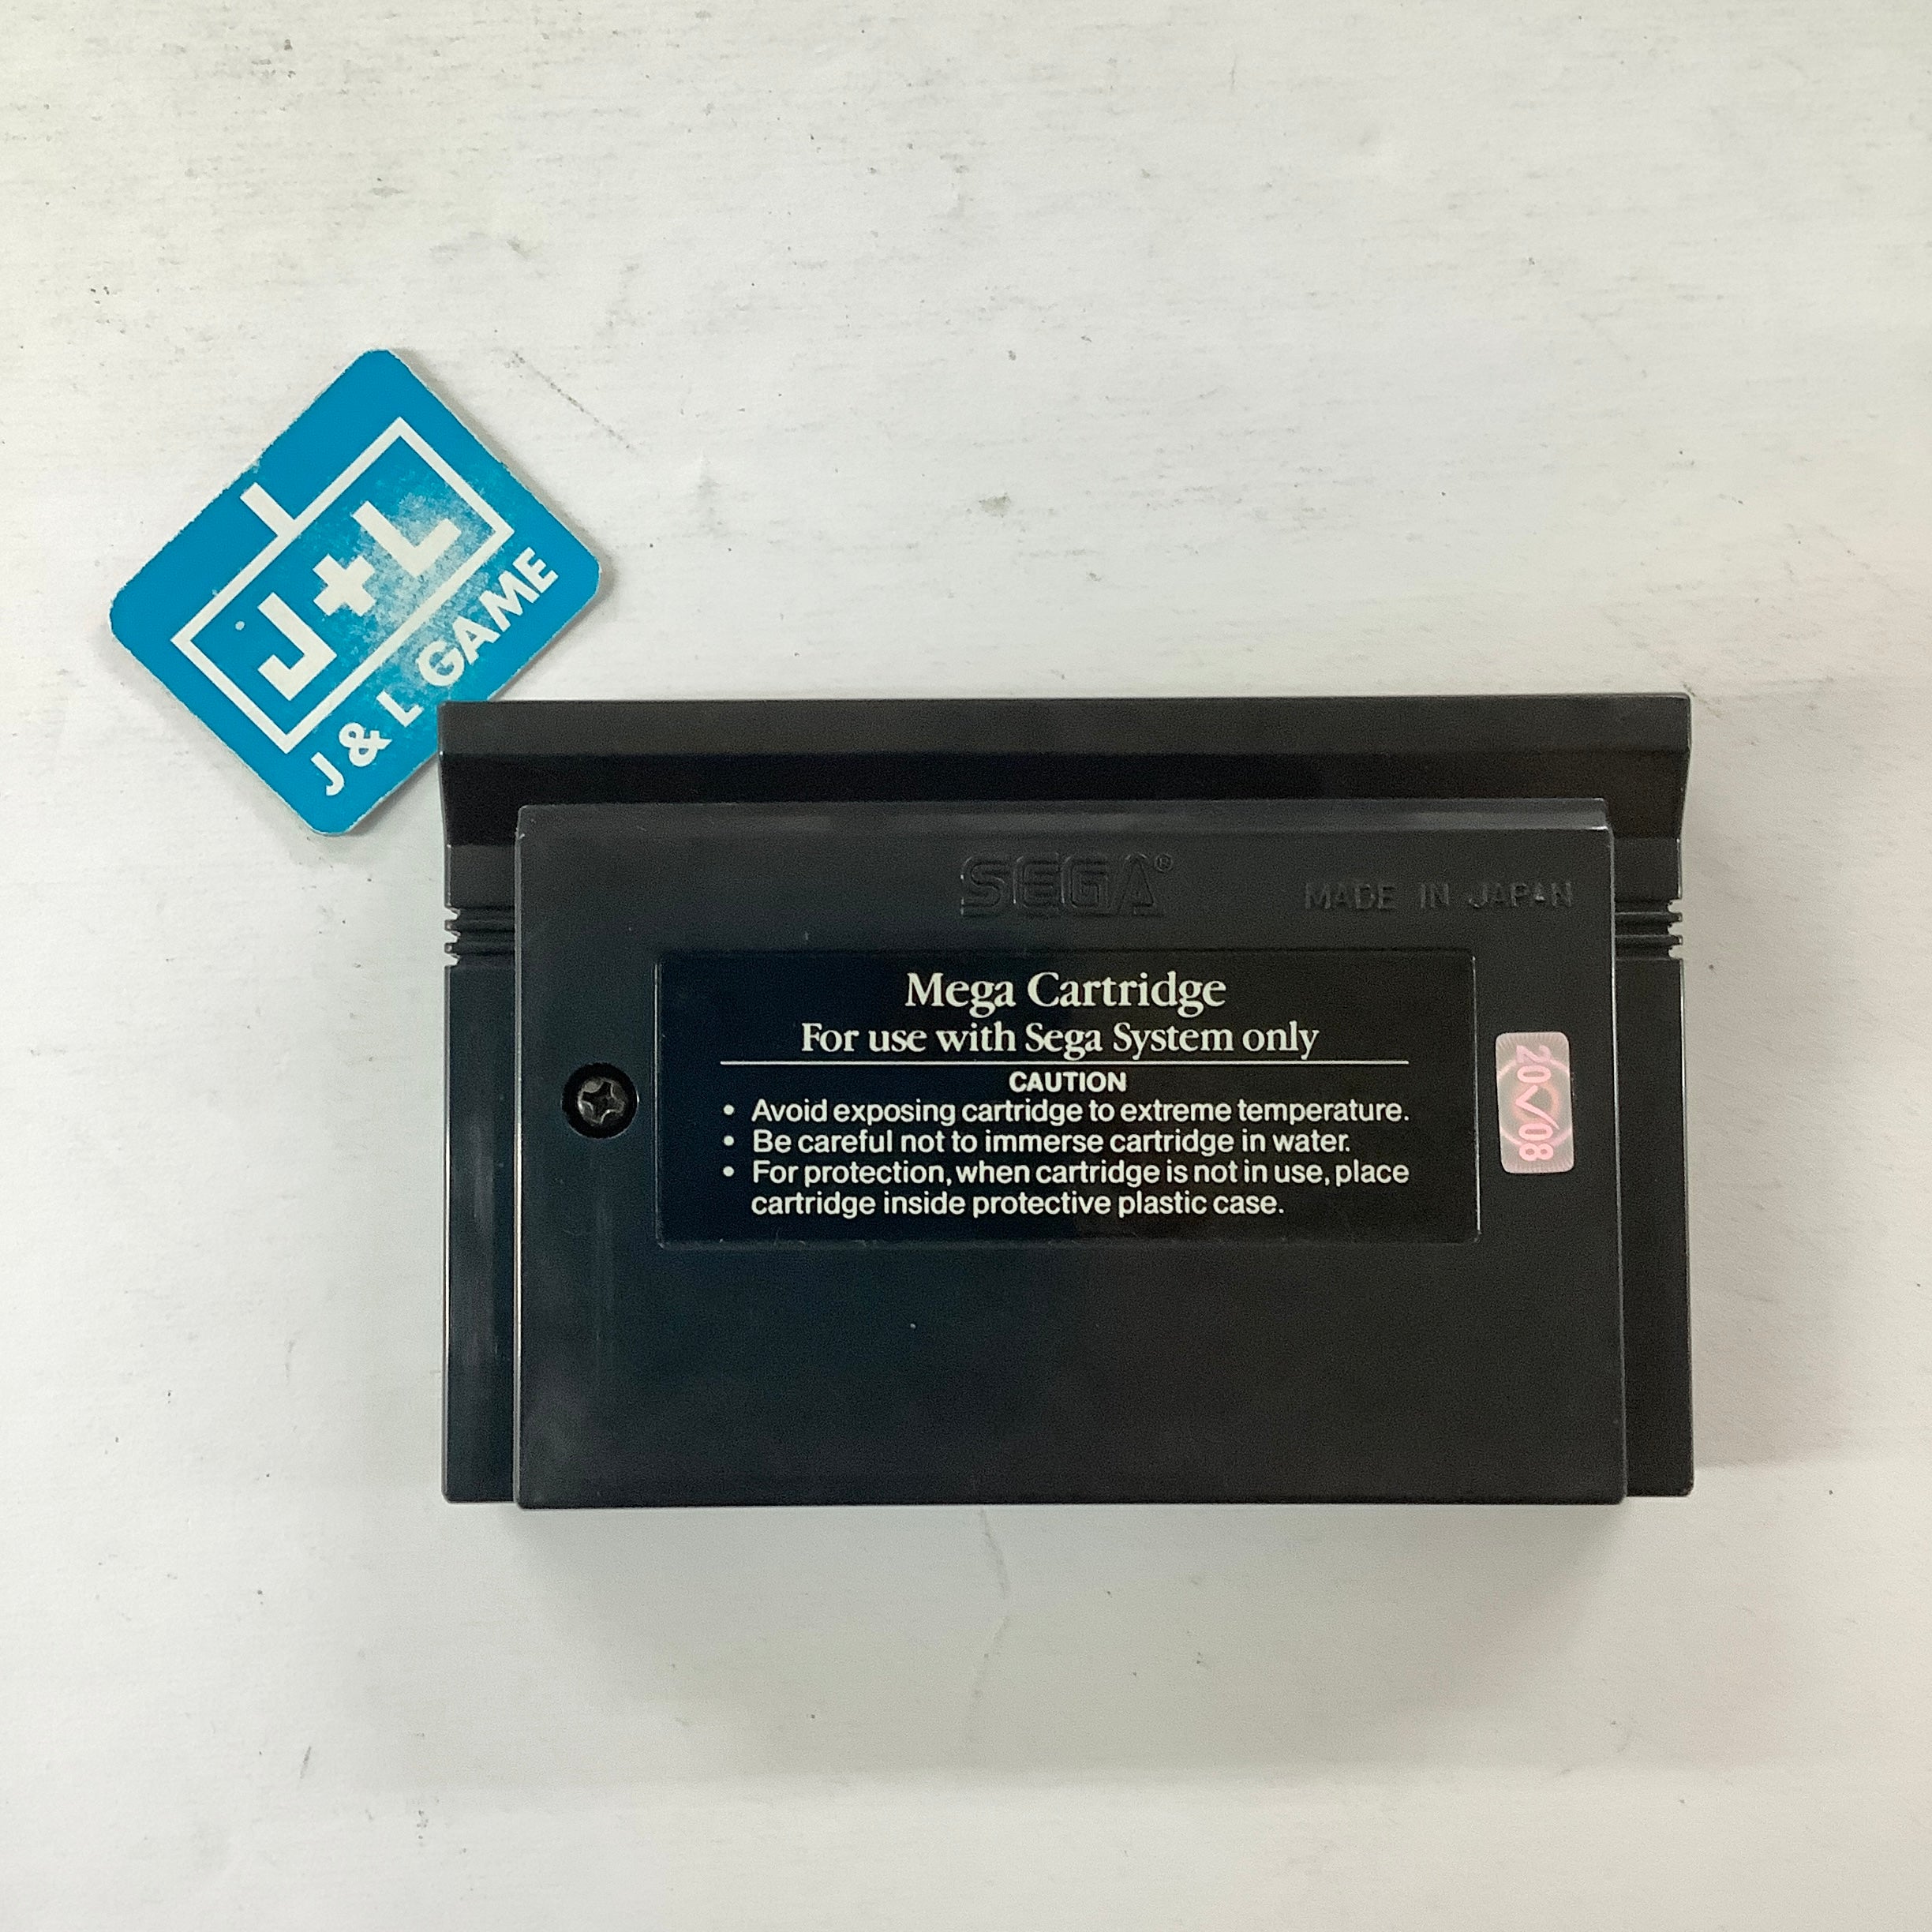 J+L
J & L GAME
SEGA®
MADE IN JAPAN
Mega Cartridge
For use with Sega System only
CAUTION
• Avoid exposing cartridge to extreme temperature.
• Be careful not to immerse cartridge in water.
• For protection, when cartridge is not in use, place
cartridge inside protective plastic case.
20√08